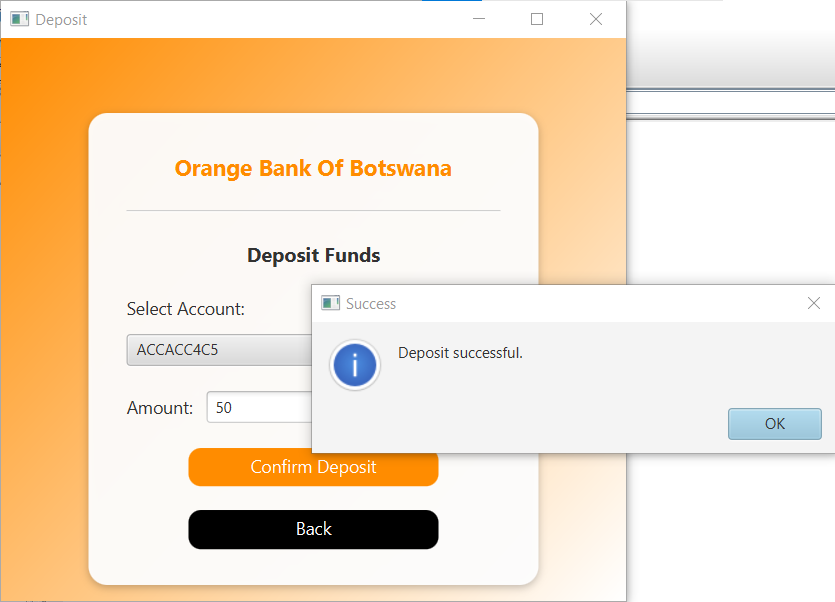 Deposit
Orange Bank Of Botswana
Deposit Funds
Select Account:
ACCACC4C5
Amount:
50
Confirm Deposit
Back
Success
Deposit successful.
OK